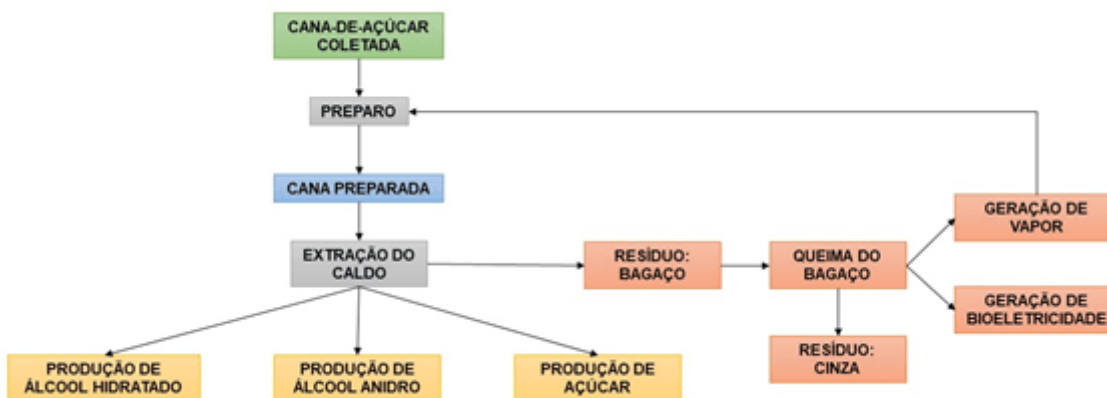 CANA-DE-AÇÚCAR
COLETADA
PREPARO
CANA PREPARADA
EXTRAÇÃO DO
CALDO
RESÍDUO:
BAGAÇO
QUEIMA DO
BAGAÇO
GERAÇÃO DE
VAPOR
GERAÇÃO DE
BIOELETRICIDADE
RESÍDUO:
CINZA
PRODUÇÃO DE
ÁLCOOL HIDRATADO
PRODUÇÃO DE
ÁLCOOL ANIDRO
PRODUÇÃO DE
AÇÚCAR